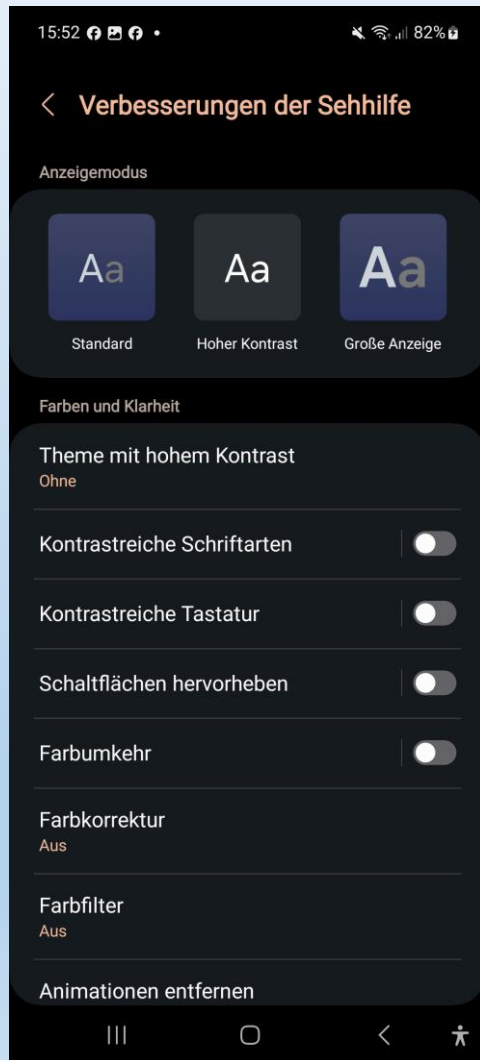 15:52 82%
Verbesserungen der Sehhilfe
Anzeigemodus
Aa Aa Aa
Standard Hoher Kontrast Große Anzeige
Farben und Klarheit
Theme mit hohem Kontrast
Ohne
Kontrastreiche Schriftarten
Kontrastreiche Tastatur
Schaltflächen hervorheben
Farbumkehr
Farbkorrektur
Aus
Farbfilter
Aus
Animationen entfernen